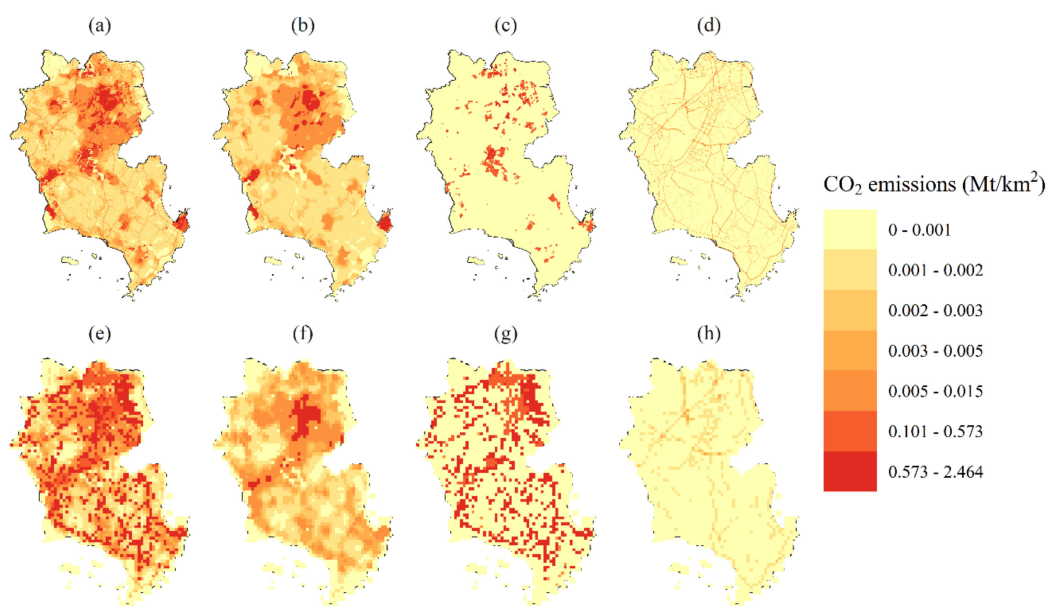 (a) (b) (c) (d)
CO₂ emissions (Mt/km²)
0 - 0.001
0.001 - 0.002
0.002 - 0.003
0.003 - 0.005
0.005 - 0.015
0.101 - 0.573
0.573 - 2.464
(e) (f) (g) (h)